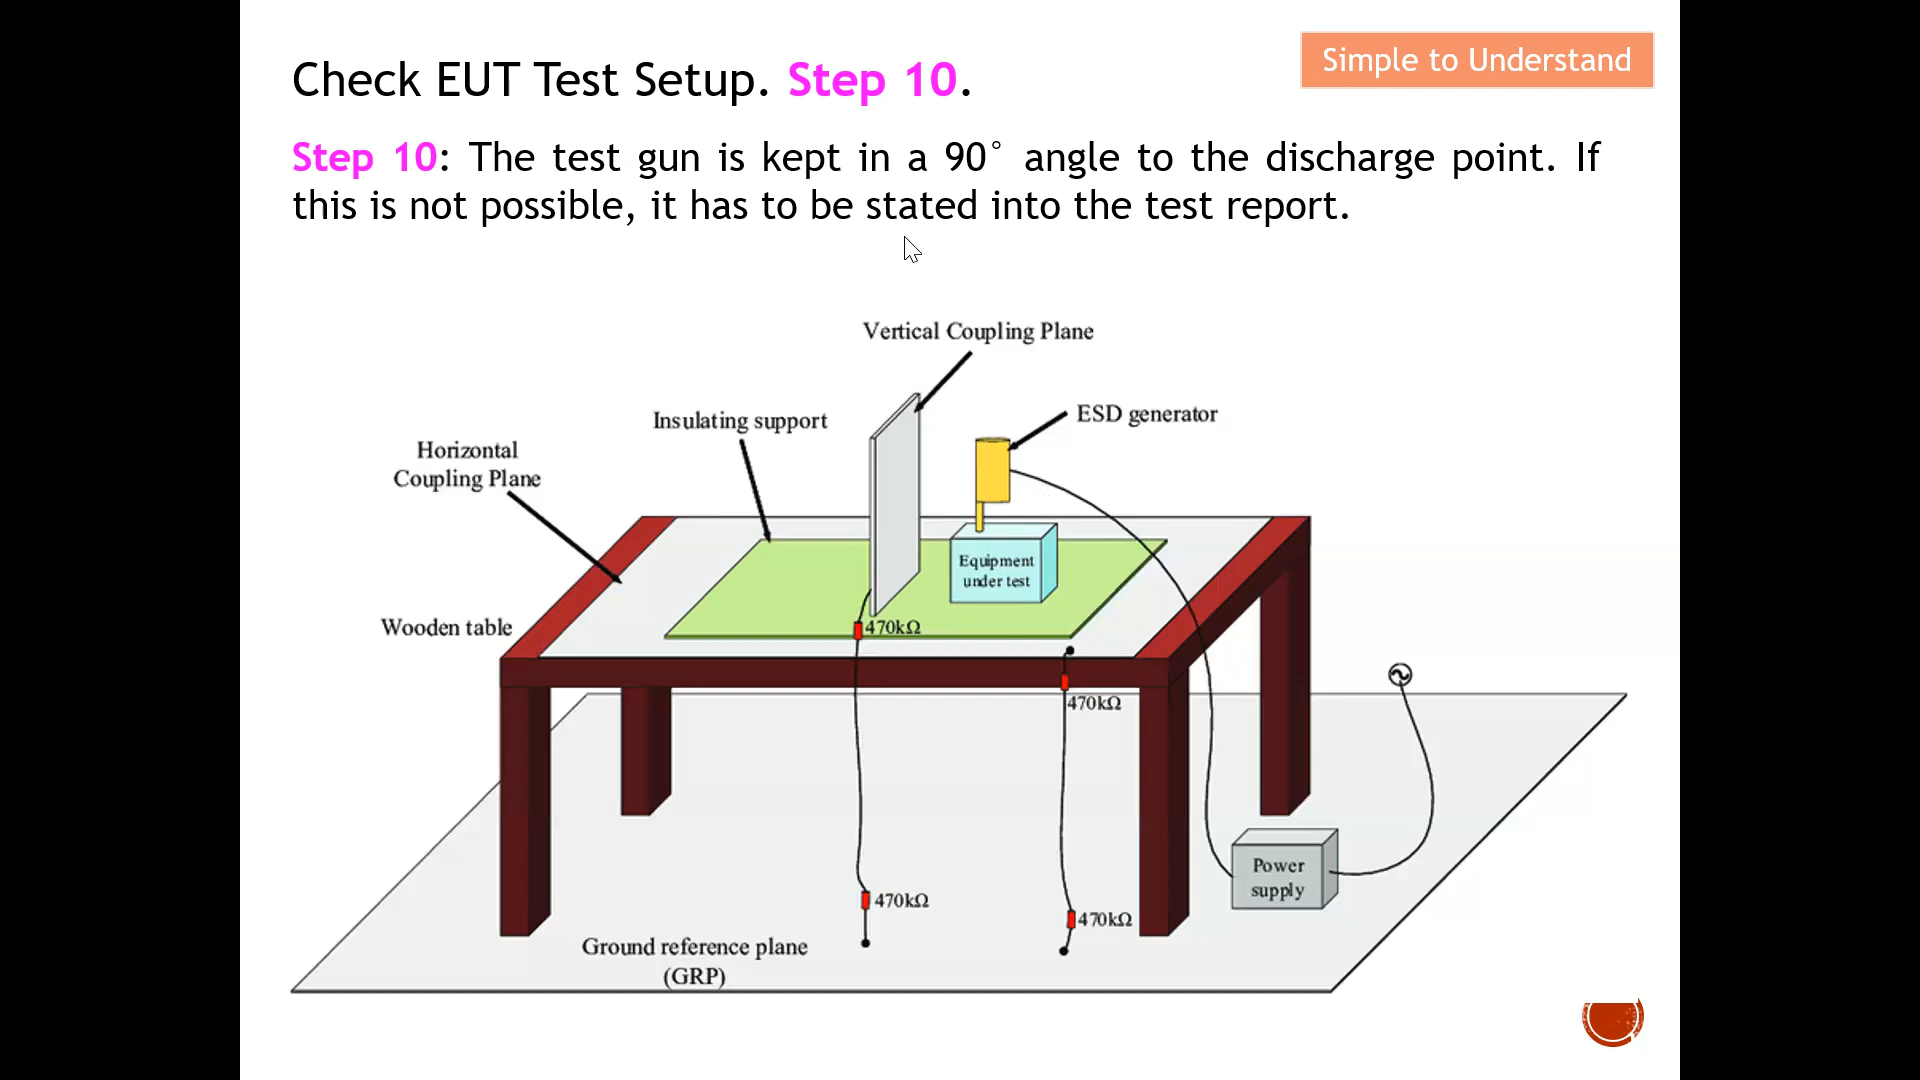 Check EUT Test Setup. Step 10.
Simple to Understand
Step 10: The test gun is kept in a 90° angle to the discharge point. If
this is not possible, it has to be stated into the test report.
Vertical Coupling Plane
ESD generator
Insulating support
Horizontal
Coupling Plane
Equipment
under test
Wooden table
470kΩ
470kΩ
Power
supply
470kΩ
470kΩ
Ground reference plane
(GRP)